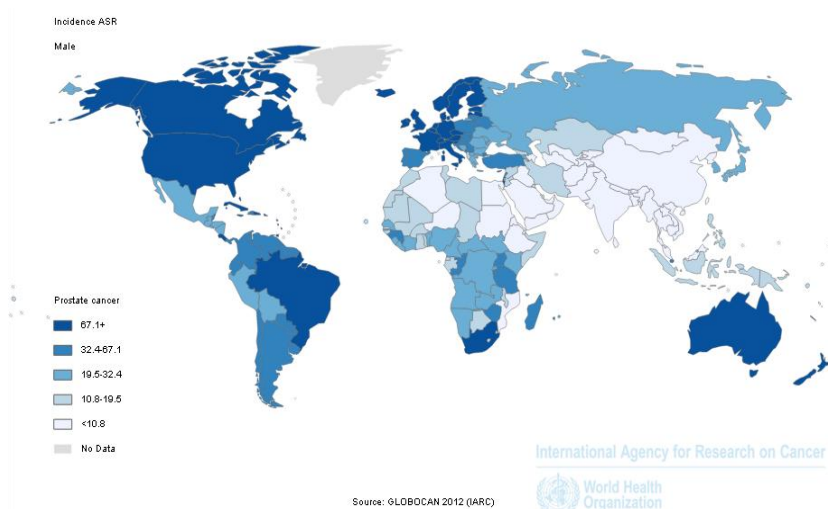 Incidence ASR
Male
Prostate cancer
67.1+
32.4-67.1
19.5-32.4
10.8-19.5
<10.8
No Data
International Agency for Research on Cancer
World Health
Organization
Source: GLOBOCAN 2012 (IARC)